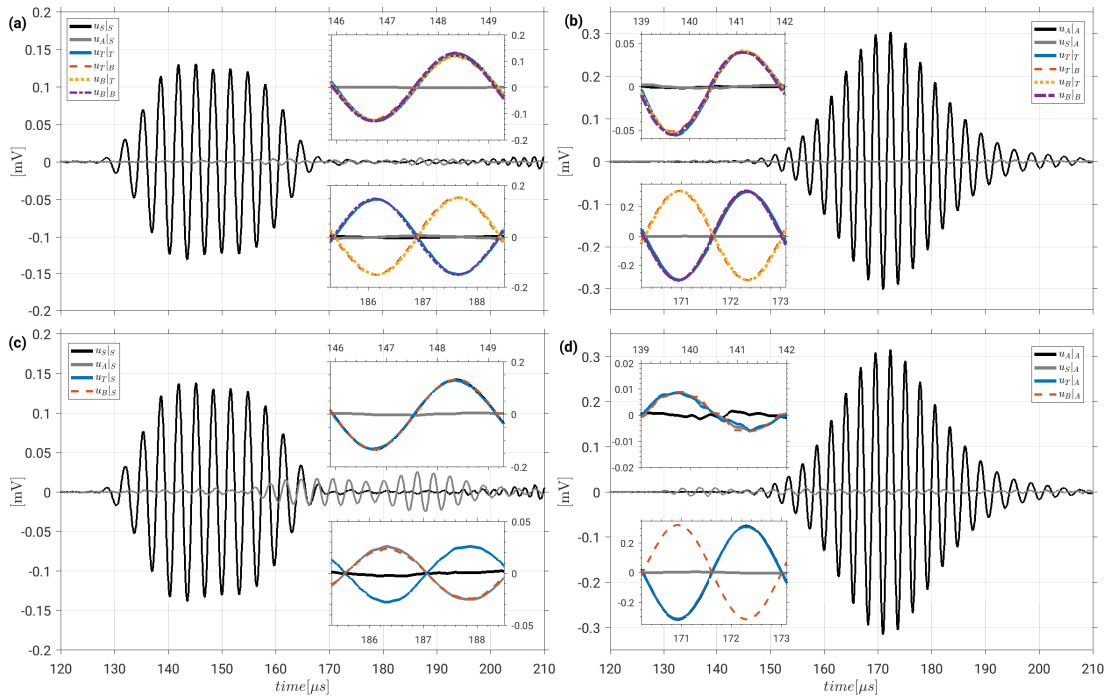 (a)
0.2
0.15
0.1
0.05
0
-0.05
-0.1
-0.15
-0.2
[mV]
u_S|_S
u_A|_S
u_T|_T
u_T|_B
u_B|_T
u_B|_B
146 147 148 149
0.2
0.1
0
-0.1
-0.2
0.2
0.1
0
-0.1
-0.2
186 187 188
(b)
0.3
0.2
0.1
0
-0.1
-0.2
-0.3
[mV]
u_A|_A
u_S|_A
u_T|_T
u_T|_B
u_B|_T
u_B|_B
139 140 141 142
0.05
0
-0.05
0.2
0
-0.2
171 172 173
(c)
0.2
0.15
0.1
0.05
0
-0.05
-0.1
-0.15
-0.2
[mV]
u_S|_S
u_A|_S
u_T|_S
u_B|_S
146 147 148 149
0.2
0.1
0
-0.1
-0.2
0.05
0
-0.05
186 187 188
120 130 140 150 160 170 180 190 200 210
time[μs]
(d)
0.3
0.2
0.1
0
-0.1
-0.2
-0.3
[mV]
u_A|_A
u_S|_A
u_T|_A
u_B|_A
139 140 141 142
0.02
0.01
0
-0.01
-0.02
0.2
0
-0.2
171 172 173
120 130 140 150 160 170 180 190 200 210
time[μs]